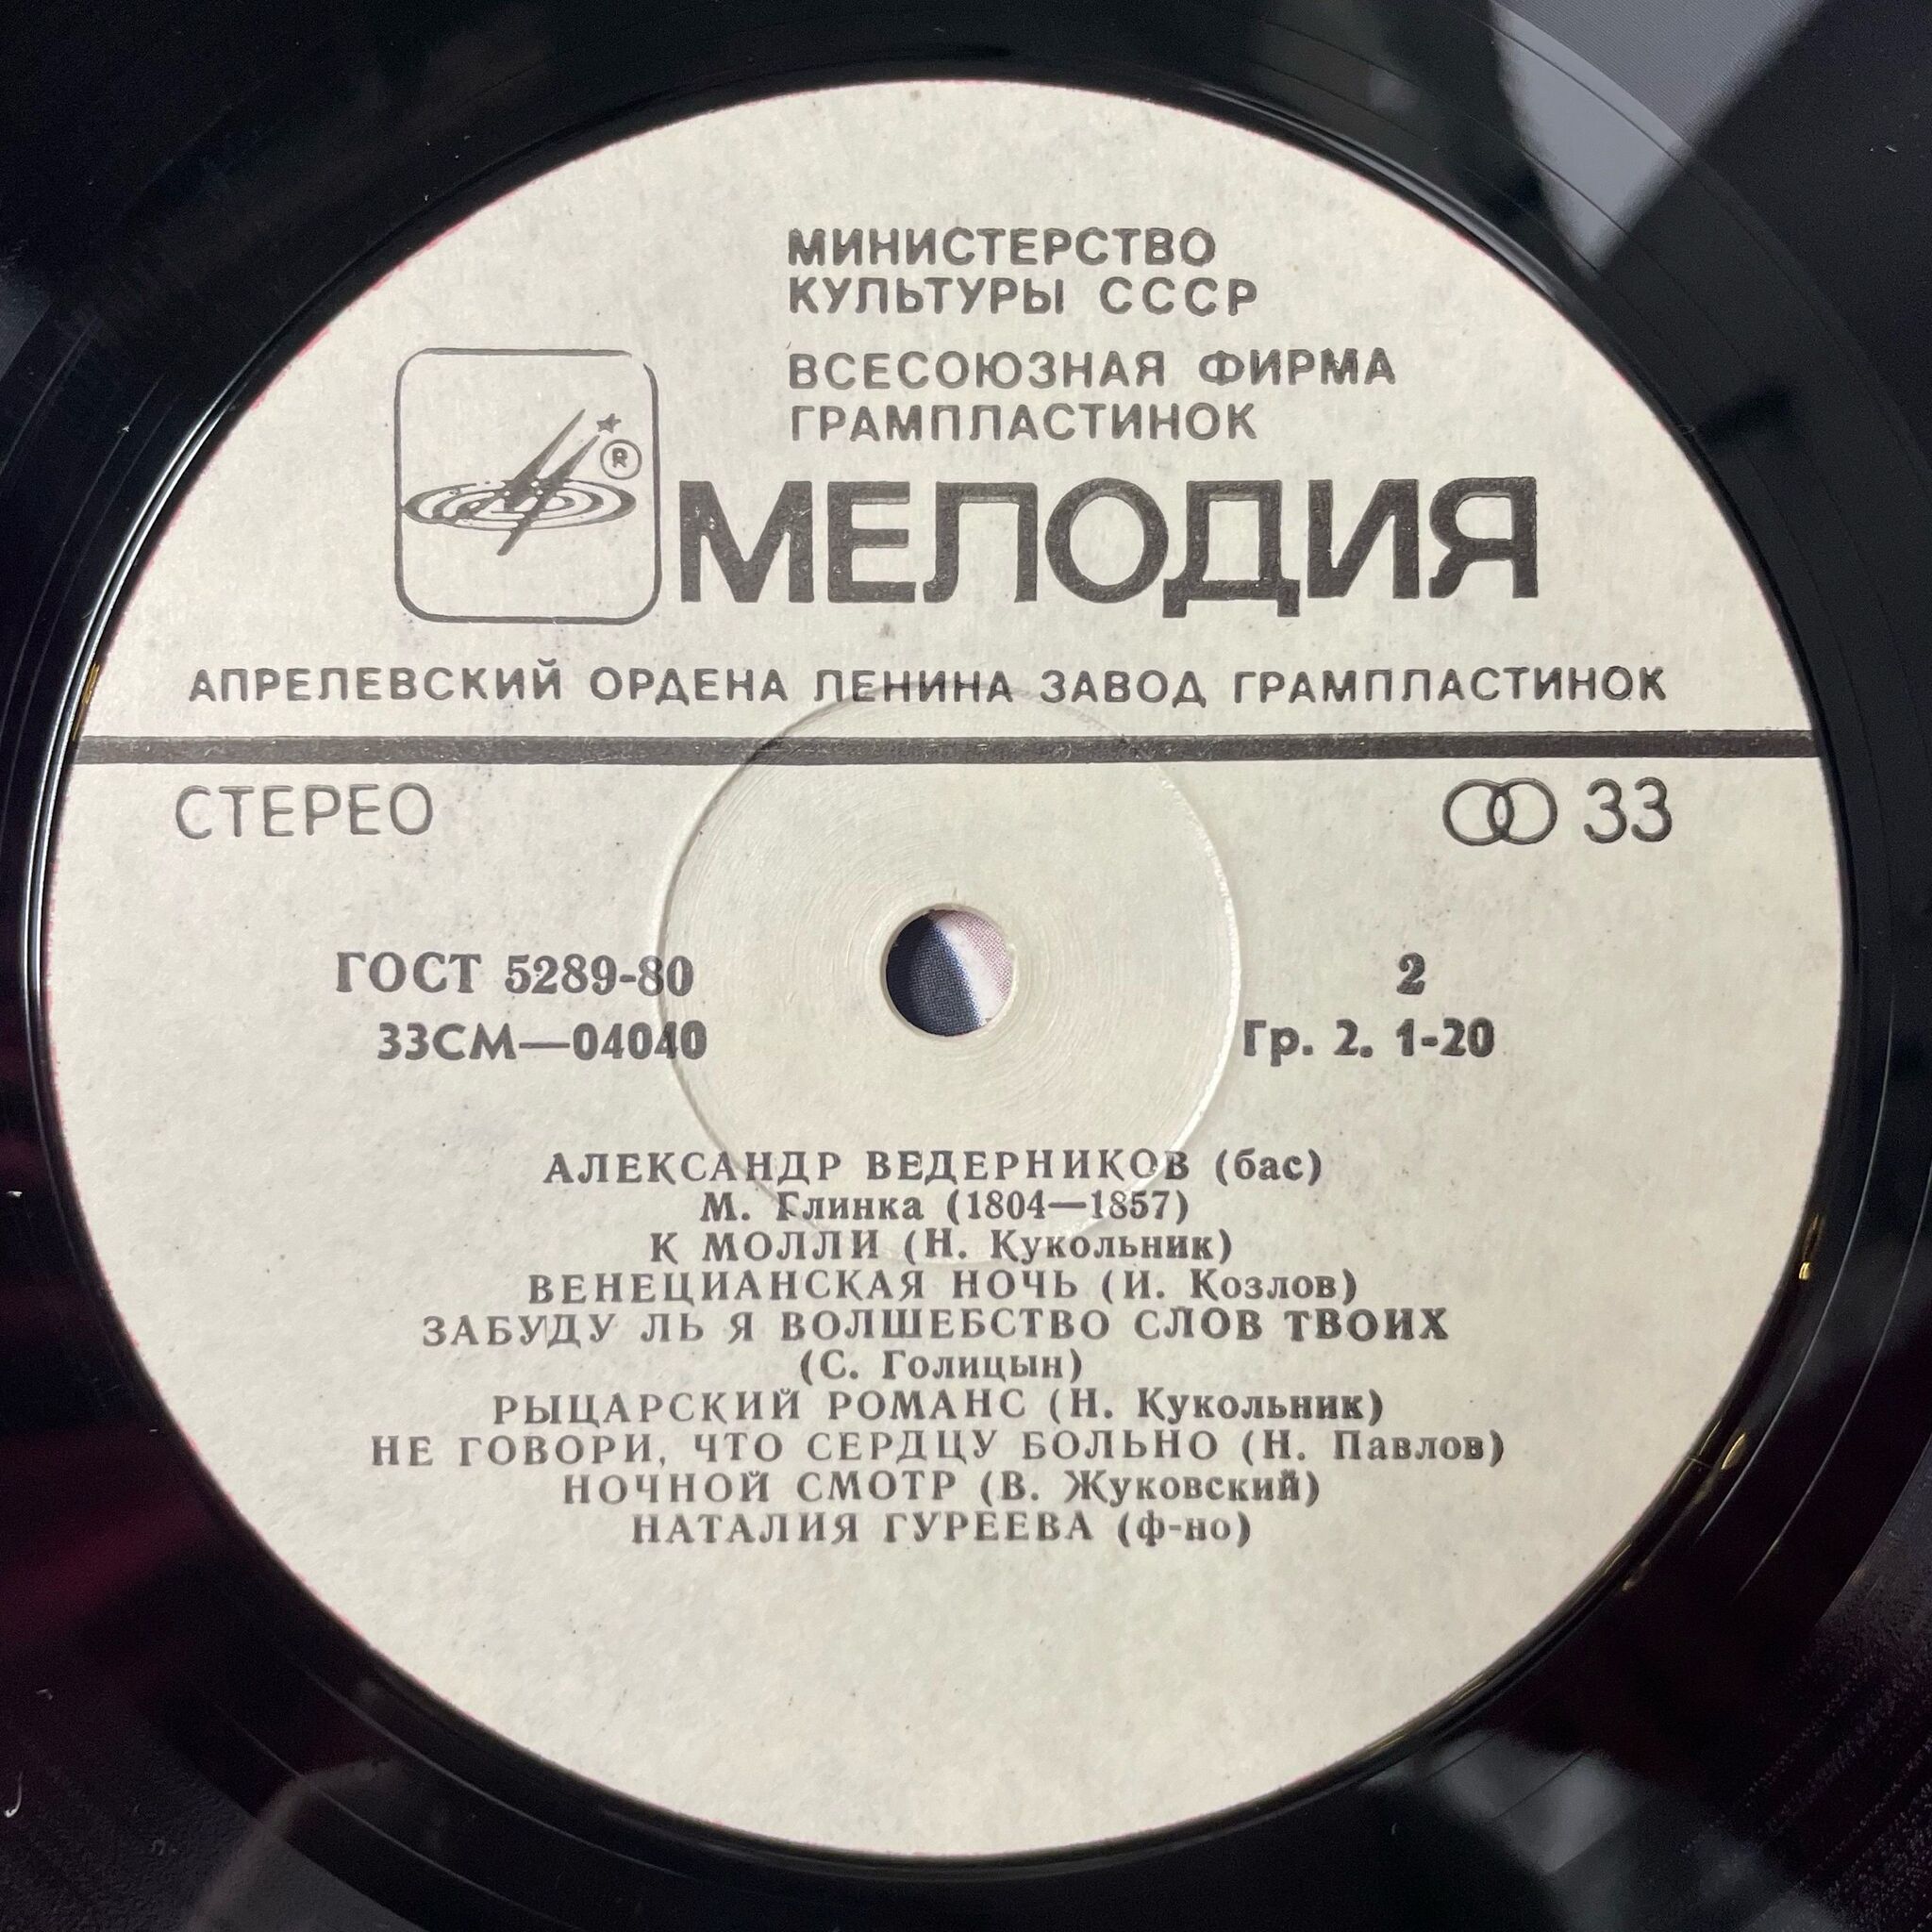 МИНИСТЕРСТВО
КУЛЬТУРЫ СССР
ВСЕСОЮЗНАЯ ФИРМА
ГРАМПЛАСТИНОК
®
МЕЛОДИЯ
АПРЕЛЕВСКИЙ ОРДЕНА ЛЕНИНА ЗАВОД ГРАМПЛАСТИНОК
СТЕРЕО 33
ГОСТ 5289-80 2
33СМ—04040 Гр. 2. 1-20
АЛЕКСАНДР ВЕДЕРНИКОВ (бас)
М. Глинка (1804—1857)
К МОЛЛИ (Н. Кукольник)
ВЕНЕЦИАНСКАЯ НОЧЬ (И. Козлов)
ЗАБУДУ ЛЬ Я ВОЛШЕБСТВО СЛОВ ТВОИХ
(С. Голицын)
РЫЦАРСКИЙ РОМАНС (Н. Кукольник)
НЕ ГОВОРИ, ЧТО СЕРДЦУ БОЛЬНО (Н. Павлов)
НОЧНОЙ СМОТР (В. Жуковский)
НАТАЛИЯ ГУРЕЕВА (ф-но)